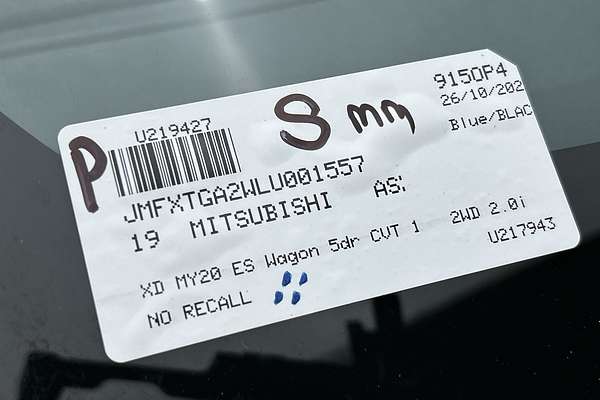 9150P4
26/10/202
Blue/BLAC
P
U219427
8 mm
JMFXTGA2WLU001557
19 MITSUBISHI AS:
XD MY20 ES Wagon 5dr CVT 1 2WD 2.0i
NO RECALL
U217943